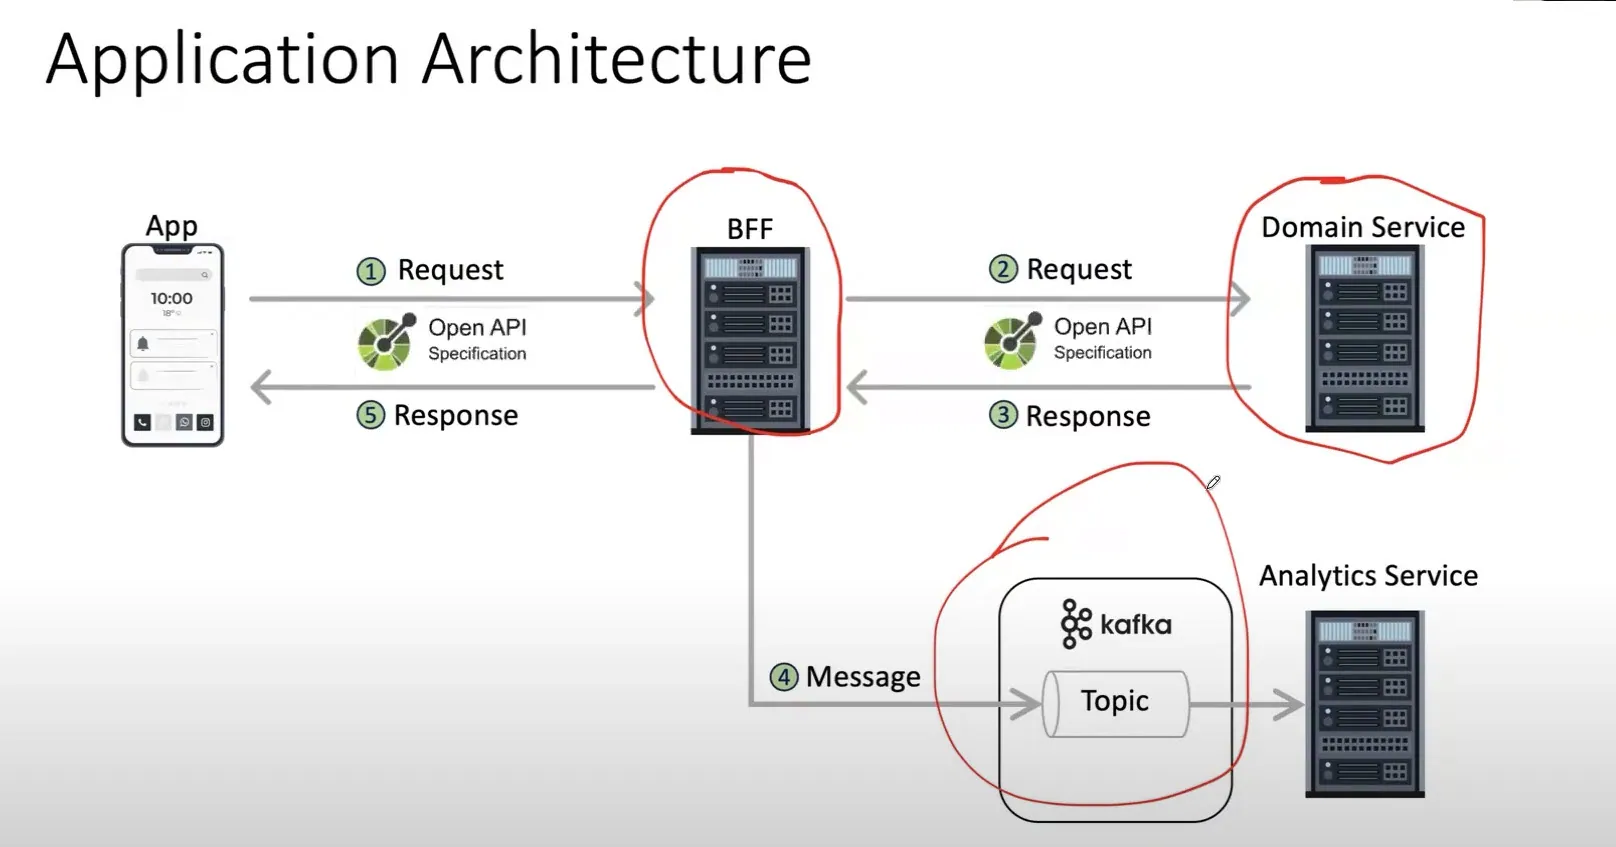 Application Architecture
App
10:00
18°
1 Request
Open API
Specification
5 Response
BFF
2 Request
Open API
Specification
3 Response
Domain Service
4 Message
kafka
Topic
Analytics Service